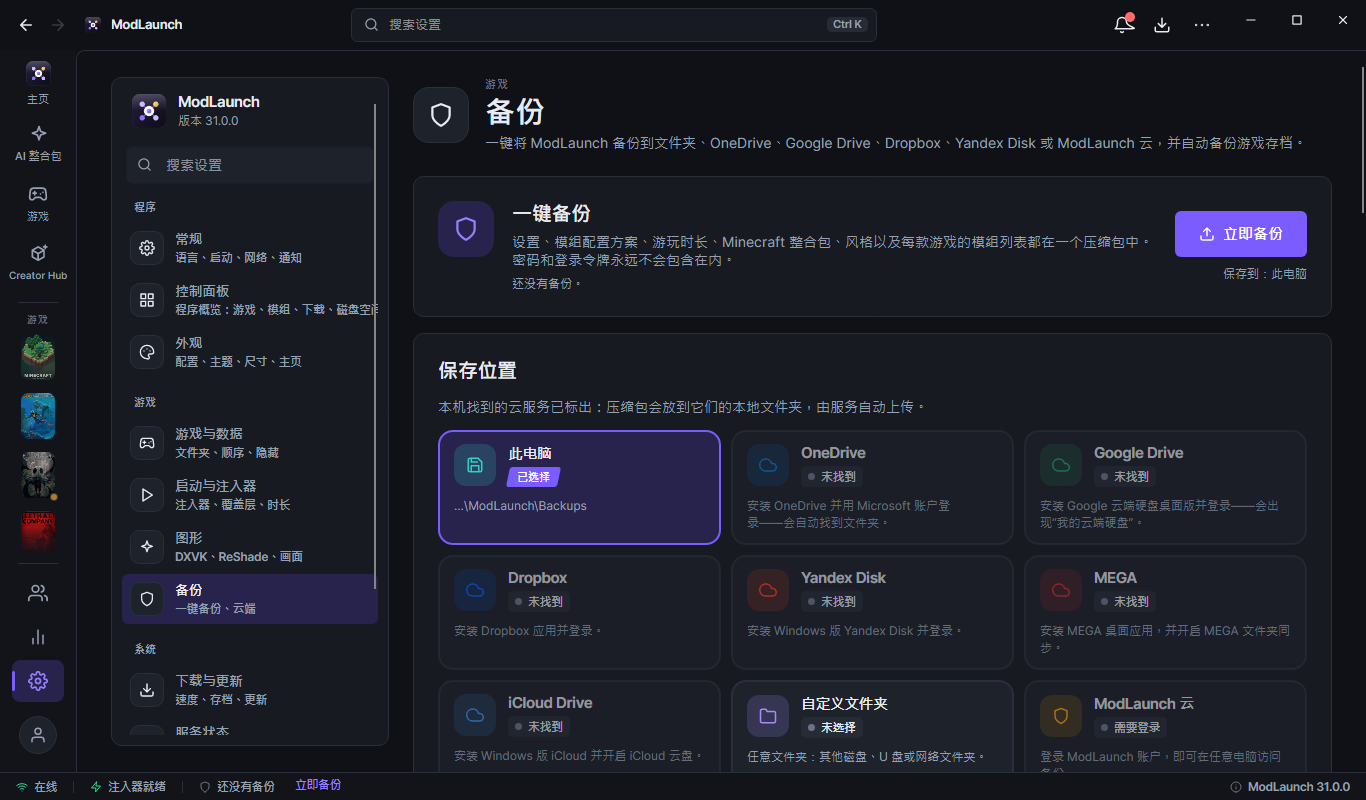 ModLaunch
搜索设置
Ctrl K
主页
AI 整合包
游戏
Creator Hub
游戏
MINECRAFT
LETHAL
COMPANY
ModLaunch
版本 31.0.0
搜索设置
程序
常规
语言、启动、网络、通知
控制面板
程序概览：游戏、模组、下载、磁盘空间
外观
配置、主题、尺寸、主页
游戏
游戏与数据
文件夹、顺序、隐藏
启动与注入器
注入器、覆盖层、时长
图形
DXVK、ReShade、画面
备份
一键备份、云端
系统
下载与更新
速度、存档、更新
服务状态
游戏
备份
一键将 ModLaunch 备份到文件夹、OneDrive、Google Drive、Dropbox、Yandex Disk 或 ModLaunch 云，并自动备份游戏存档。
一键备份
设置、模组配置方案、游玩时长、Minecraft 整合包、风格以及每款游戏的模组列表都在一个压缩包中。
密码和登录令牌永远不会包含在内。
还没有备份。
立即备份
保存到：此电脑
保存位置
本机找到的云服务已标出：压缩包会放到它们的本地文件夹，由服务自动上传。
此电脑
已选择
...\ModLaunch\Backups
OneDrive
未找到
安装 OneDrive 并用 Microsoft 账户登
录——会自动找到文件夹。
Google Drive
未找到
安装 Google 云端硬盘桌面版并登录——会出
现“我的云端硬盘”。
Dropbox
未找到
安装 Dropbox 应用并登录。
Yandex Disk
未找到
安装 Windows 版 Yandex Disk 并登录。
MEGA
未找到
安装 MEGA 桌面应用，并开启 MEGA 文件夹同
步。
iCloud Drive
未找到
安装 Windows 版 iCloud 并开启 iCloud 云盘。
自定义文件夹
未选择
任意文件夹：其他磁盘、U 盘或网络文件夹。
ModLaunch 云
需要登录
登录 ModLaunch 账户，即可在任意电脑访问
备份。
在线
注入器就绪
还没有备份
立即备份
ModLaunch 31.0.0